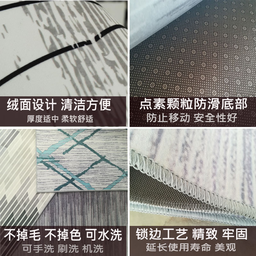 绒面设计 清洁方便
厚度适中 柔软舒适
点素颗粒防滑底部
防止移动 安全性好
不掉毛 不掉色 可水洗
可手洗 刷洗 机洗
锁边工艺 精致 牢固
延长使用寿命 美观